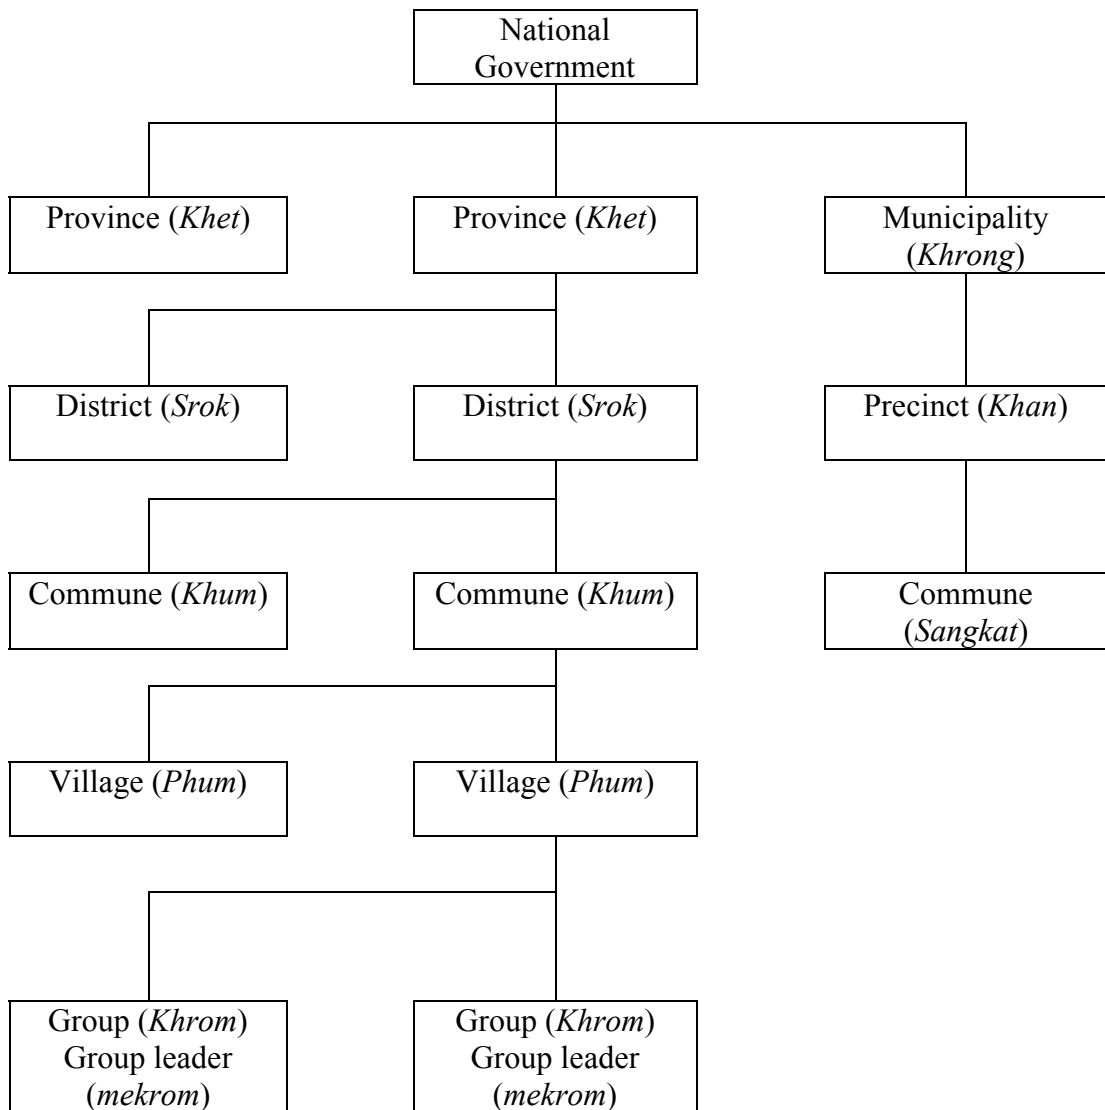 National
Government
Province (Khet)
Province (Khet)
Municipality
(Khrong)
District (Srok)
District (Srok)
Precinct (Khan)
Commune (Khum)
Commune (Khum)
Commune
(Sangkat)
Village (Phum)
Village (Phum)
Group (Khrom)
Group leader
(mekrom)
Group (Khrom)
Group leader
(mekrom)